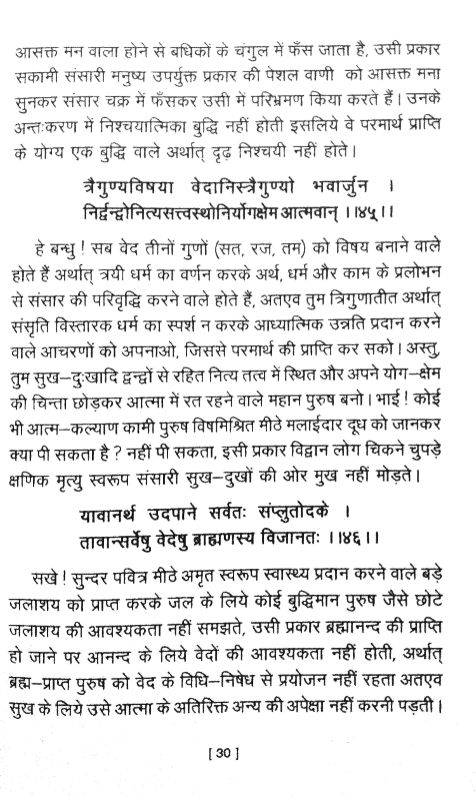 आसक्त मन वाला होने से बधिकों के चंगुल में फँस जाता है, उसी प्रकार
सकामी संसारी मनुष्य उपर्युक्त प्रकार की पेशल वाणी को आसक्त मना
सुनकर संसार चक्र में फँसकर उसी में परिभ्रमण किया करते हैं। उनके
अन्तःकरण में निश्चयात्मिका बुद्धि नहीं होती इसलिये वे परमार्थ प्राप्ति
के योग्य एक बुद्धि वाले अर्थात् दृढ़ निश्चयी नहीं होते।
त्रैगुण्यविषया वेदानिस्त्रैगुण्यो भवार्जुन ।
निर्द्वन्द्वोनित्यसत्त्वस्थोनिर्योगक्षेम आत्मवान् ।।४५।।
हे बन्धु ! सब वेद तीनों गुणों (सत, रज, तम) को विषय बनाने वाले
होते हैं अर्थात् त्रयी धर्म का वर्णन करके अर्थ, धर्म और काम के प्रलोभन
से संसार की परिवृद्धि करने वाले होते हैं, अतएव तुम त्रिगुणातीत अर्थात्
संसृति विस्तारक धर्म का स्पर्श न करके आध्यात्मिक उन्नति प्रदान करने
वाले आचरणों को अपनाओ, जिससे परमार्थ की प्राप्ति कर सको। अस्तु,
तुम सुख–दुःखादि द्वन्द्वों से रहित नित्य तत्व में स्थित और अपने योग–क्षेम
की चिन्ता छोड़कर आत्मा में रत रहने वाले महान पुरुष बनो। भाई ! कोई
भी आत्म–कल्याण कामी पुरुष विषमिश्रित मीठे मलाईदार दूध को जानकर
क्या पी सकता है ? नहीं पी सकता, इसी प्रकार विद्वान लोग चिकने चुपड़े
क्षणिक मृत्यु स्वरूप संसारी सुख–दुखों की ओर मुख नहीं मोड़ते।
यावानर्थ उदपाने सर्वतः संप्लुतोदके ।
तावान्सर्वेषु वेदेषु ब्राह्मणस्य विजानतः ।।४६।।
सखे ! सुन्दर पवित्र मीठे अमृत स्वरूप स्वास्थ्य प्रदान करने वाले बड़े
जलाशय को प्राप्त करके जल के लिये कोई बुद्धिमान पुरुष जैसे छोटे
जलाशय की आवश्यकता नहीं समझते, उसी प्रकार ब्रह्मानन्द की प्राप्ति
हो जाने पर आनन्द के लिये वेदों की आवश्यकता नहीं होती, अर्थात्
ब्रह्म–प्राप्त पुरुष को वेद के विधि–निषेध से प्रयोजन नहीं रहता अतएव
सुख के लिये उसे आत्मा के अतिरिक्त अन्य की अपेक्षा नहीं करनी पड़ती।
[ 30 ]